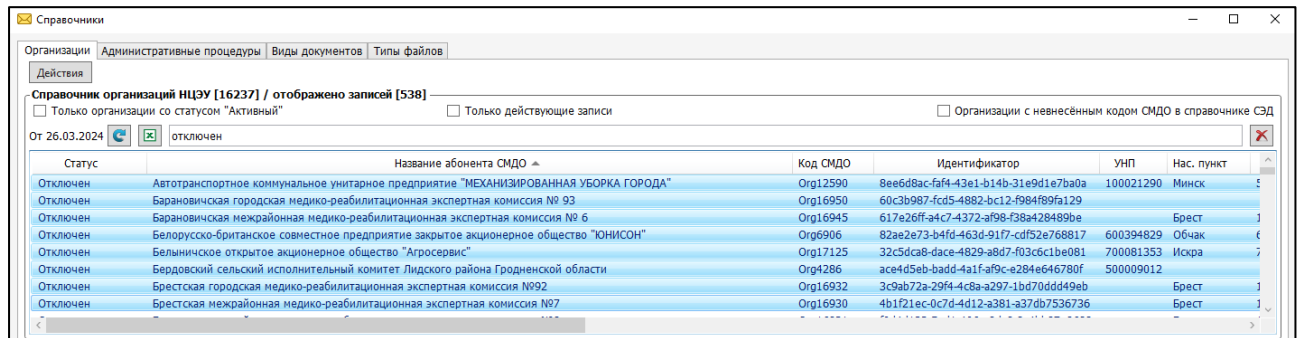 Справочники
Организации Административные процедуры Виды документов Типы файлов
Действия
Справочник организаций НЦЭУ [16237] / отображено записей [538]
Только организации со статусом "Активный" Только действующие записи Организации с невнесённым кодом СМДО в справочнике СЭД
От 26.03.2024 отключен
Статус Название абонента СМДО Код СМДО Идентификатор УНП Нас. пункт
Отключен Автотранспортное коммунальное унитарное предприятие "МЕХАНИЗИРОВАННАЯ УБОРКА ГОРОДА" Org12590 8ee6d8ac-faf4-43e1-b14b-31e9d1e7ba0a 100021290 Минск 5
Отключен Барановичская городская медико-реабилитационная экспертная комиссия № 93 Org16950 60c3b987-fcd5-4882-bc12-f984f89fa129
Отключен Барановичская межрайонная медико-реабилитационная экспертная комиссия № 6 Org16945 617e26ff-a4c7-4372-af98-f38a428489be Брест 1
Отключен Белорусско-британское совместное предприятие закрытое акционерное общество "ЮНИСОН" Org6906 82ae2e73-b4fd-463d-91f7-cdf52e768817 600394829 Обчак 6
Отключен Белыничское открытое акционерное общество "Агросервис" Org17125 32c5dca8-dace-4829-a8d7-f03c6c1be081 700081353 Искра 7
Отключен Бердовский сельский исполнительный комитет Лидского района Гродненской области Org4286 ace4d5eb-badd-4a1f-af9c-e284e646780f 500009012
Отключен Брестская городская медико-реабилитационная экспертная комиссия №92 Org16932 3c9ab72a-29f4-4c8a-a297-1bd70ddd49eb Брест 1
Отключен Брестская межрайонная медико-реабилитационная экспертная комиссия №7 Org16930 4b1f21ec-0c7d-4d12-a381-a37db7536736 Брест 1